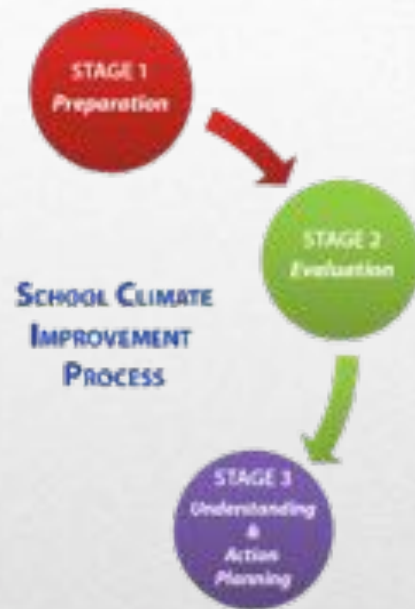 STAGE 1
Preparation
STAGE 2
Evaluation
SCHOOL CLIMATE
IMPROVEMENT
PROCESS
STAGE 3
Understanding
&
Action
Planning